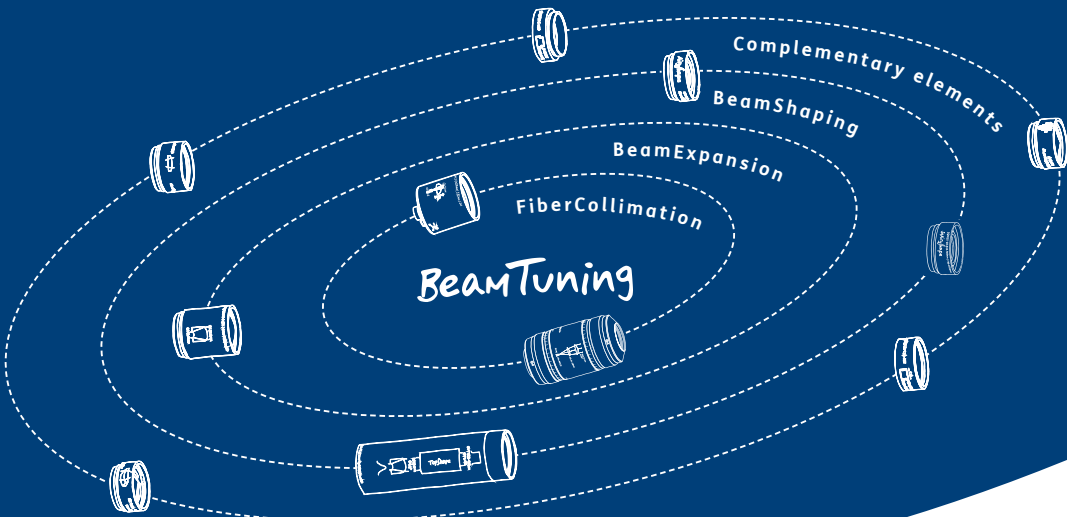 Complementary elements
BeamShaping
BeamExpansion
FiberCollimation
BeamTuning